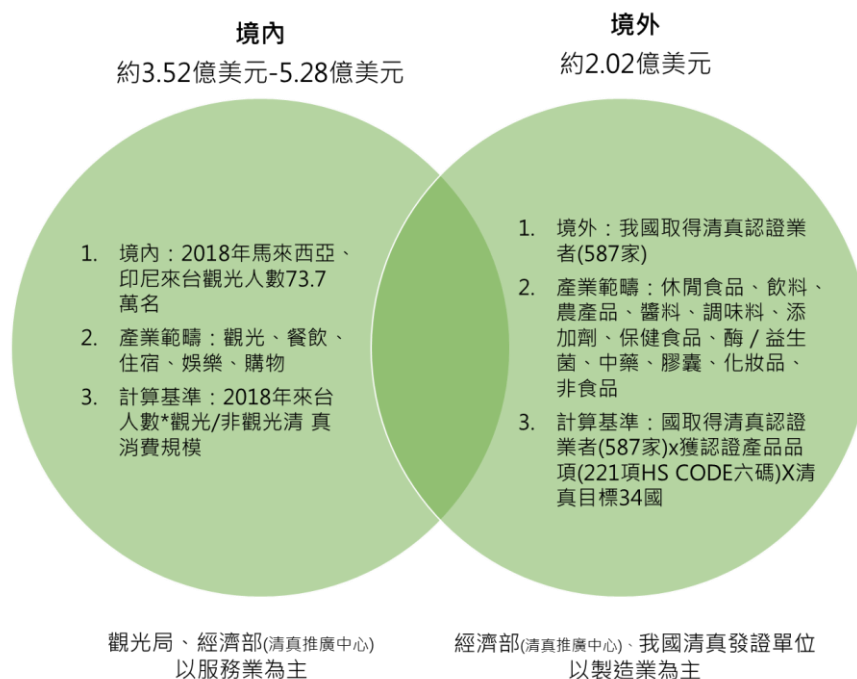 境內
約3.52億美元-5.28億美元
1. 境內：2018年馬來西亞、
印尼來台觀光人數73.7
萬名
2. 產業範疇：觀光、餐飲、
住宿、娛樂、購物
3. 計算基準：2018年來台
人數*觀光/非觀光清 真
消費規模
觀光局、經濟部(清真推廣中心)
以服務業為主
境外
約2.02億美元
1. 境外：我國取得清真認證業
者(587家)
2. 產業範疇：休閒食品、飲料、
農產品、醬料、調味料、添
加劑、保健食品、酶 / 益生
菌、中藥、膠囊、化妝品、
非食品
3. 計算基準：國取得清真認證
業者(587家)x獲認證產品品
項(221項HS CODE六碼)X清
真目標34國
經濟部(清真推廣中心)、我國清真發證單位
以製造業為主